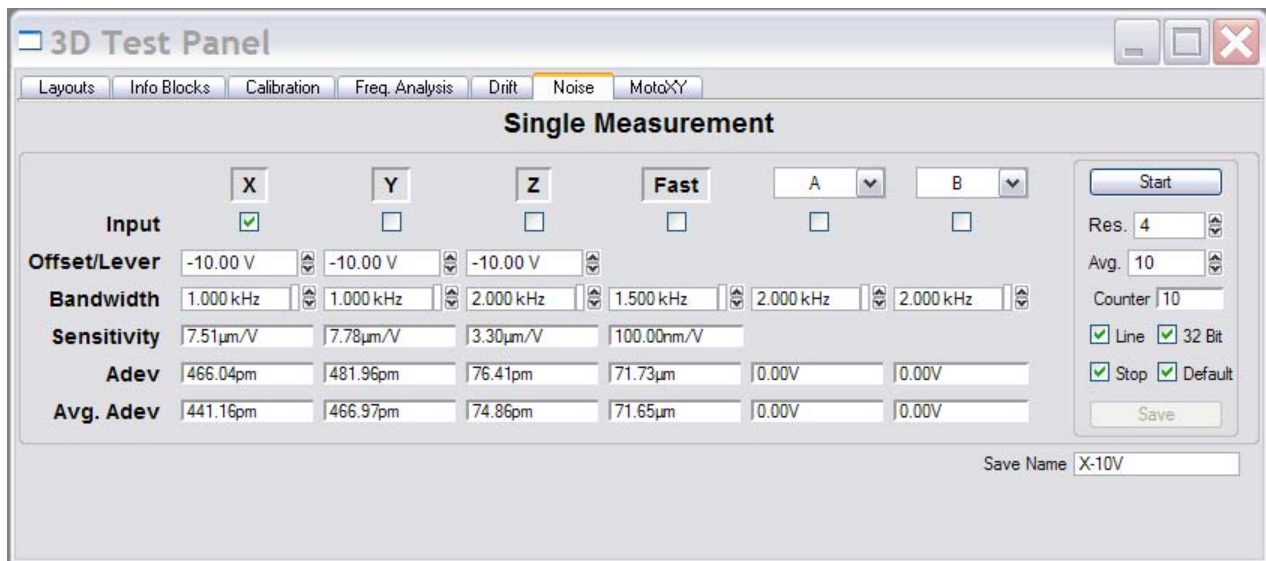 3D Test Panel
Layouts Info Blocks Calibration Freq. Analysis Drift Noise MotoXY
Single Measurement
X Y Z Fast A B Start
Input Res. 4
Offset/Lever -10.00 V -10.00 V -10.00 V Avg. 10
Bandwidth 1.000 kHz 1.000 kHz 2.000 kHz 1.500 kHz 2.000 kHz 2.000 kHz Counter 10
Sensitivity 7.51µm/V 7.78µm/V 3.30µm/V 100.00nm/V Line 32 Bit
Adev 466.04pm 481.96pm 76.41pm 71.73µm 0.00V 0.00V Stop Default
Avg. Adev 441.16pm 466.97pm 74.86pm 71.65µm 0.00V 0.00V Save
Save Name X-10V